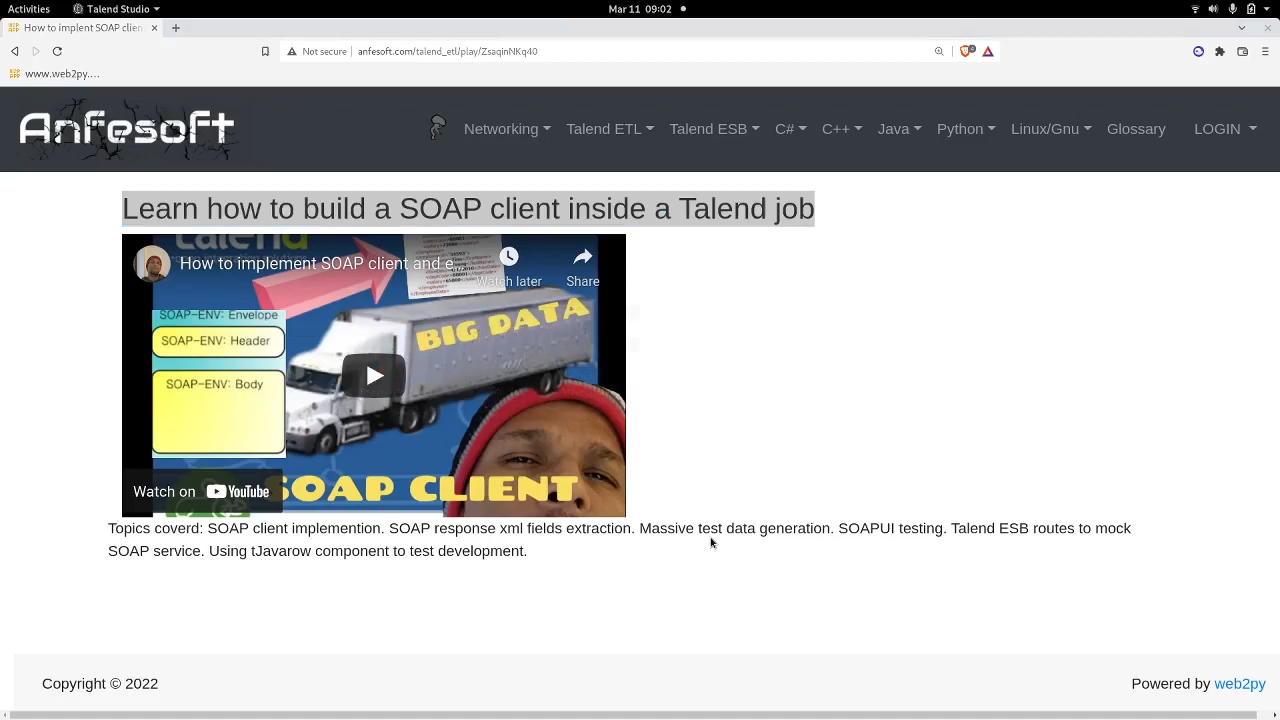 Activities
Talend Studio
Mar 11 09:02
How to implent SOAP clien
Not secure
anfesoft.com/talend_etl/play/ZsaqinNKq40
www.web2py....
Anfesoft
Networking
Talend ETL
Talend ESB
C#
C++
Java
Python
Linux/Gnu
Glossary
LOGIN
Learn how to build a SOAP client inside a Talend job
talend
How to implement SOAP client and e
Watch later
Share
SOAP-ENV: Envelope
SOAP-ENV: Header
SOAP-ENV: Body
BIG DATA
Watch on YouTube
SOAP CLIENT
Topics coverd: SOAP client implemention. SOAP response xml fields extraction. Massive test data generation. SOAPUI testing. Talend ESB routes to mock
SOAP service. Using tJavarow component to test development.
Copyright © 2022
Powered by web2py